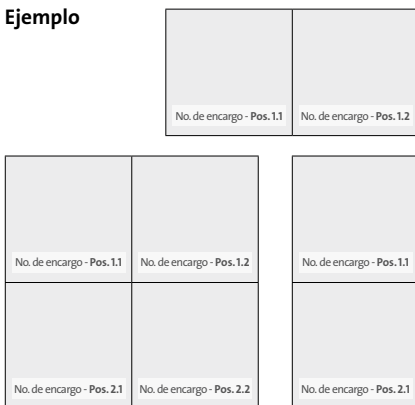 Ejemplo
No. de encargo - Pos. 1.1
No. de encargo - Pos. 1.2
No. de encargo - Pos. 1.1
No. de encargo - Pos. 1.2
No. de encargo - Pos. 1.1
No. de encargo - Pos. 2.1
No. de encargo - Pos. 2.2
No. de encargo - Pos. 2.1